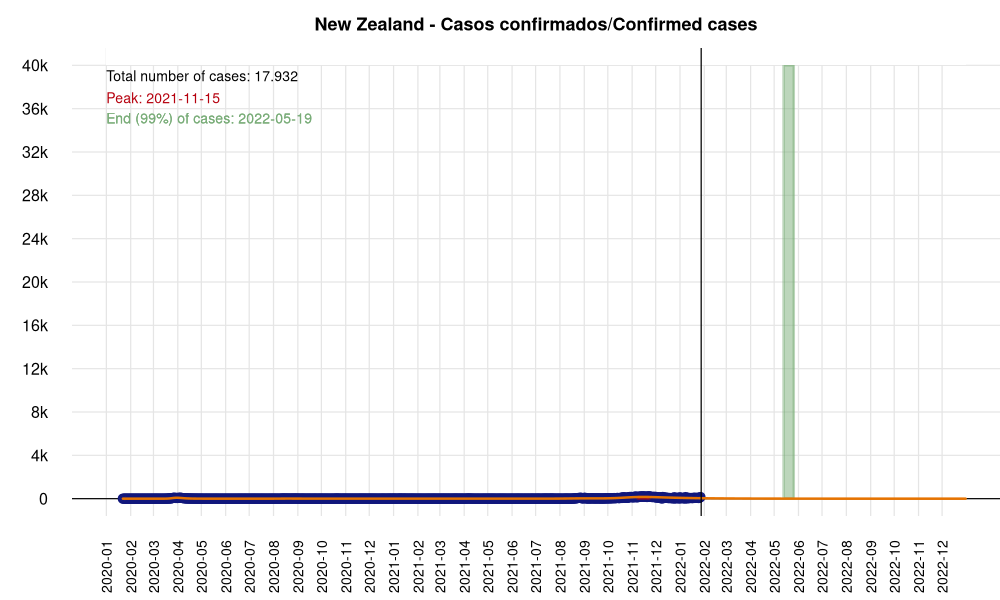 New Zealand - Casos confirmados/Confirmed cases
40k
Total number of cases: 17.932
Peak: 2021-11-15
36k
End (99%) of cases: 2022-05-19
32k
28k
24k
20k
16k
12k
8k
4k
0
2020-01
2020-02
2020-03
2020-04
2020-05
2020-06
2020-07
2020-08
2020-09
2020-10
2020-11
2020-12
2021-01
2021-02
2021-03
2021-04
2021-05
2021-06
2021-07
2021-08
2021-09
2021-10
2021-11
2021-12
2022-01
2022-02
2022-03
2022-04
2022-05
2022-06
2022-07
2022-08
2022-09
2022-10
2022-11
2022-12